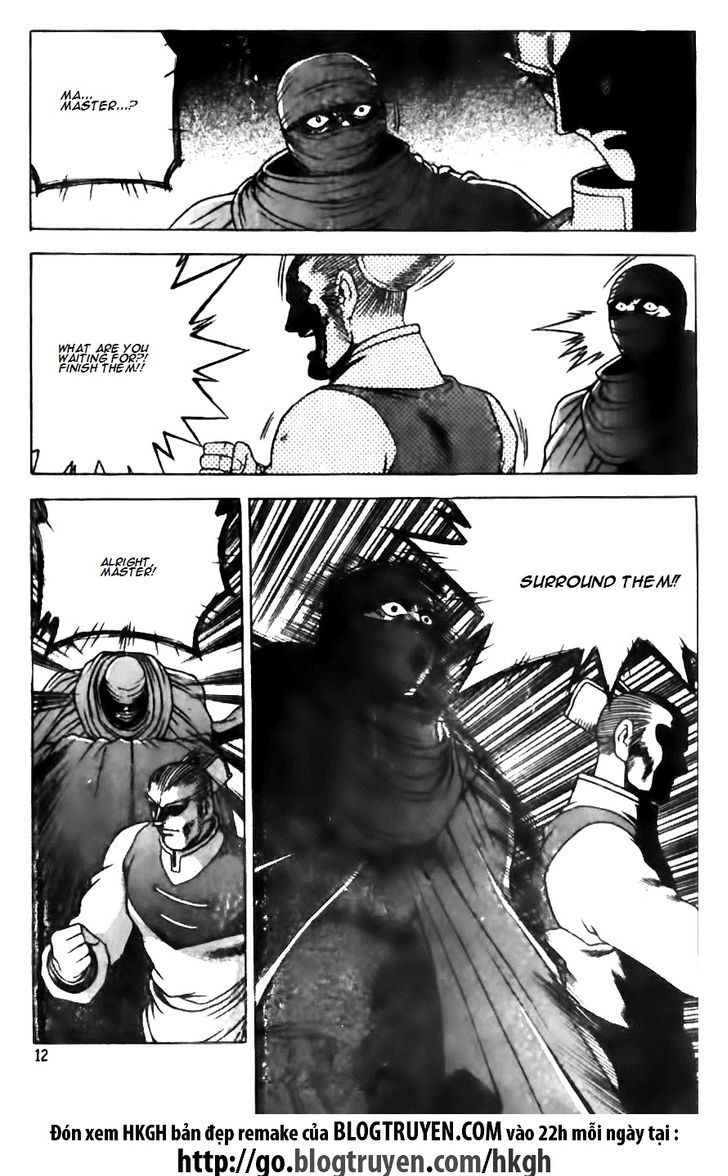 MA...
MASTER...?
WHAT ARE YOU
WAITING FOR?!
FINISH THEM!!
ALRIGHT,
MASTER!
SURROUND THEM!!
12
Đón xem HKGH bản đẹp remake của BLOGTRUYEN.COM vào 22h mỗi ngày tại :
http://go.blogtruyen.com/hkgh